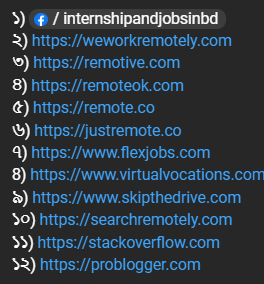 ১) / internshipandjobsinbd
২) https://weworkremotely.com
৩) https://remotive.com
৪) https://remoteok.com
৫) https://remote.co
৬) https://justremote.co
৭) https://www.flexjobs.com
৪) https://www.virtualvocations.com
৯) https://www.skipthedrive.com
১০) https://searchremotely.com
১১) https://stackoverflow.com
১২) https://problogger.com